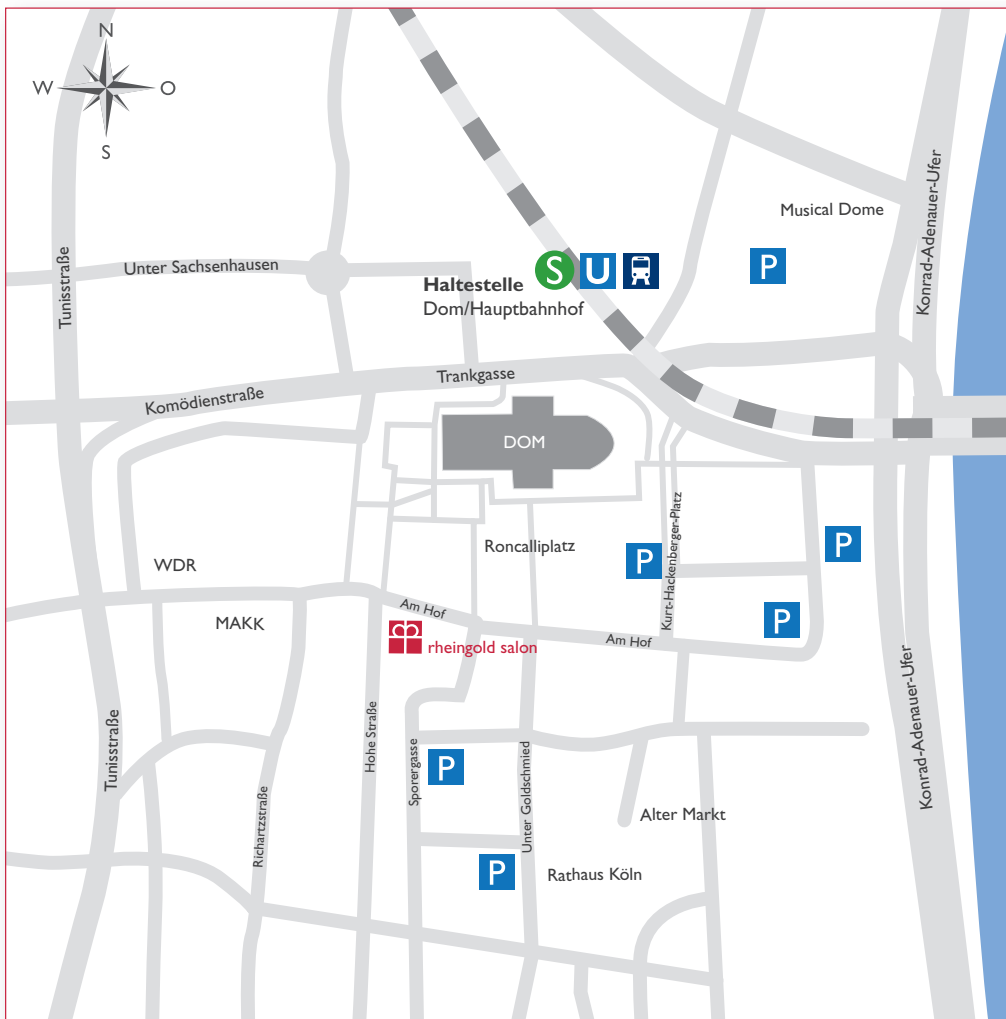 N
W
O
S
Konrad-Adenauer-Ufer
Musical Dome
P
Tunisstraße
Unter Sachsenhausen
S
U
Haltestelle
Dom/Hauptbahnhof
Trankgasse
Komödienstraße
DOM
Kurt-Hackenberger-Platz
Roncalliplatz
P
P
WDR
Am Hof
MAKK
P
Am Hof
rheingold salon
Konrad-Adenauer-Ufer
Tunisstraße
Hohe Straße
Sporergasse
P
Unter Goldschmied
Richartzstraße
Alter Markt
P
Rathaus Köln